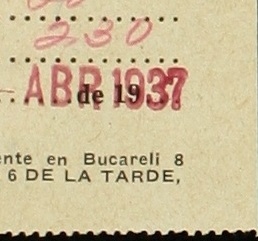 230
ABR 1937
de 19
ente en Bucareli 8
6 DE LA TARDE,